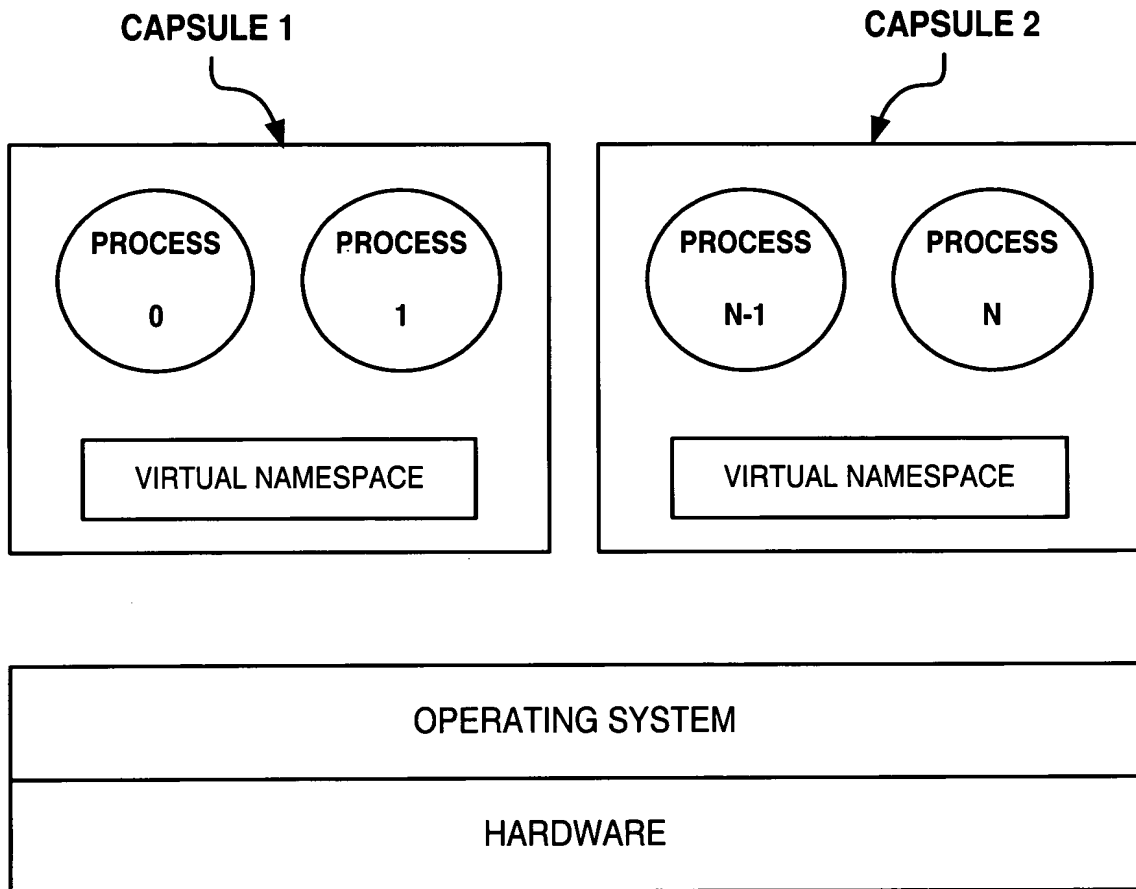 CAPSULE 1
CAPSULE 2
PROCESS
0
PROCESS
1
PROCESS
N-1
PROCESS
N
VIRTUAL NAMESPACE
VIRTUAL NAMESPACE
OPERATING SYSTEM
HARDWARE